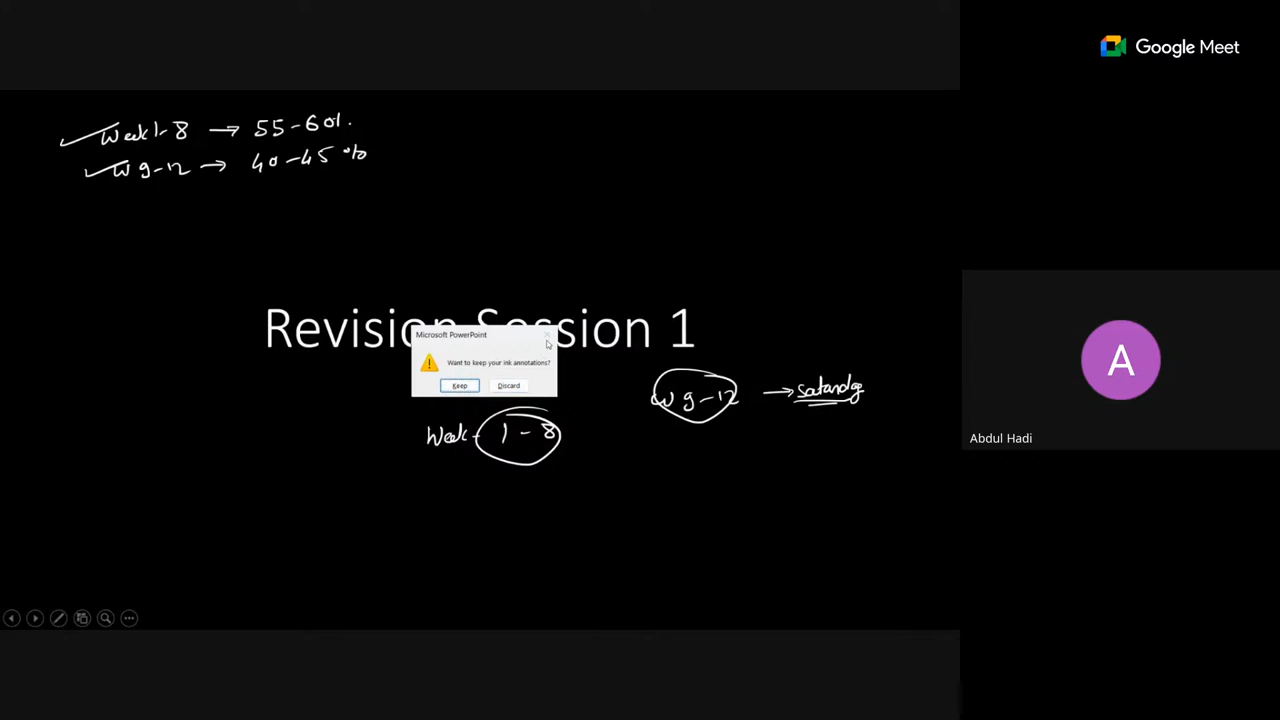 Google Meet
Week 1-8 → 55-60%.
W 9-12 → 40-45%
Revision Session 1
Microsoft PowerPoint
Want to keep your ink annotations?
Keep Discard
W 9-12 → satardg
Week - 1-8
A
Abdul Hadi